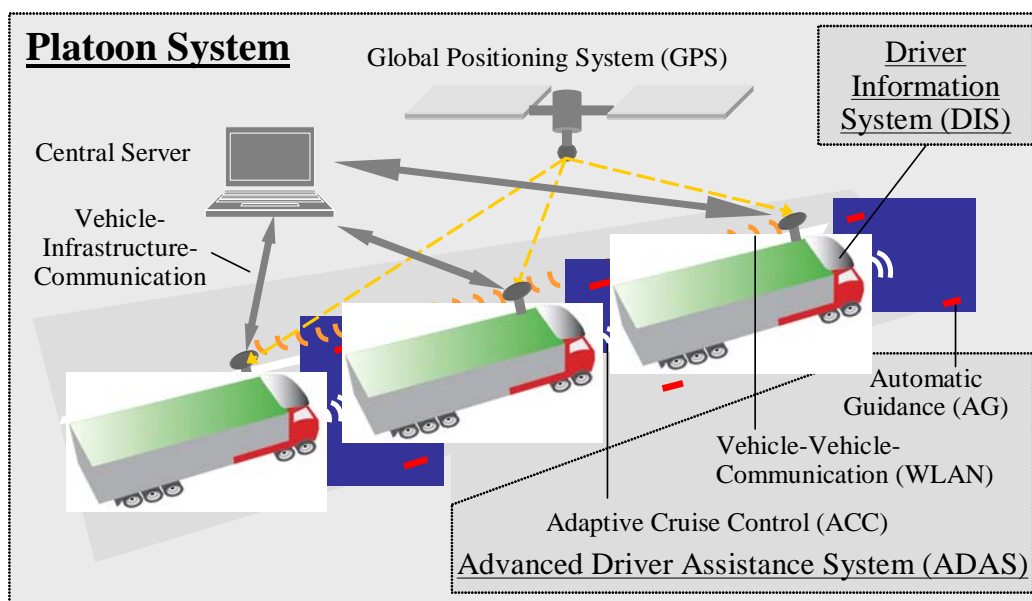 Platoon System
Global Positioning System (GPS)
Driver
Information
System (DIS)
Central Server
Vehicle-
Infrastructure-
Communication
Automatic
Guidance (AG)
Vehicle-Vehicle-
Communication (WLAN)
Adaptive Cruise Control (ACC)
Advanced Driver Assistance System (ADAS)